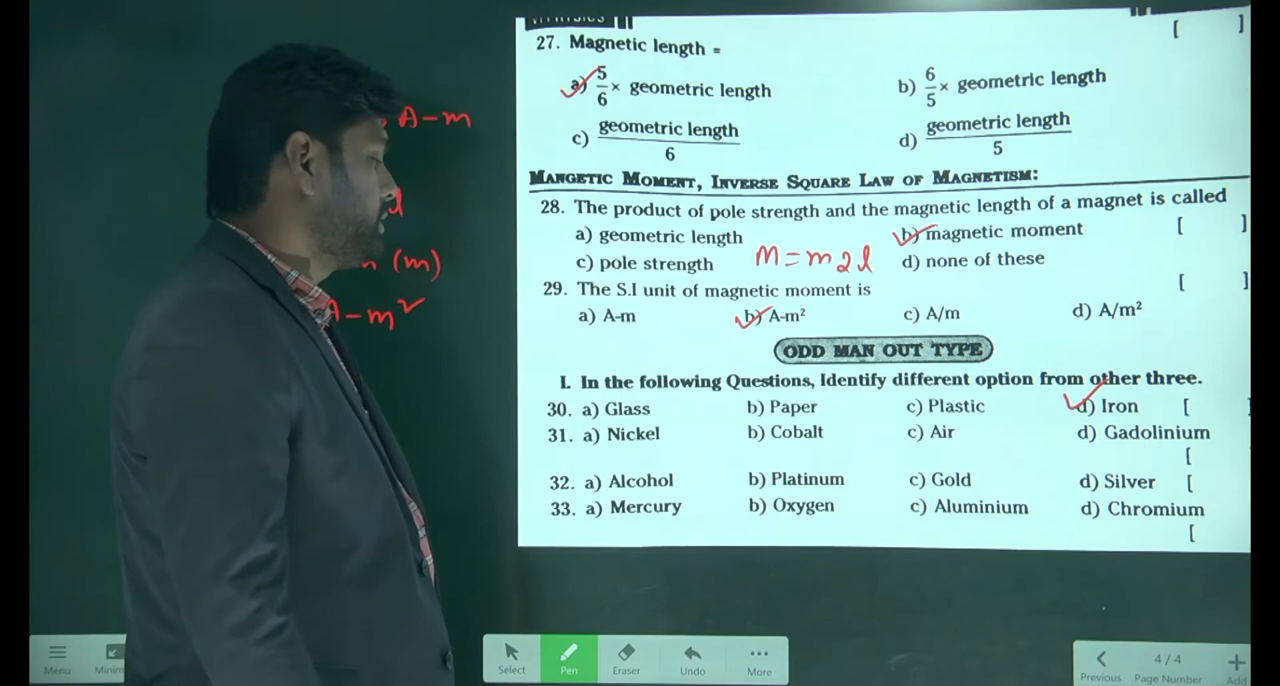 27. Magnetic length =
[ ]
a) 5/6 × geometric length
b) 6/5 × geometric length
c) geometric length/6
d) geometric length/5
MANGETIC MOMENT, INVERSE SQUARE LAW OF MAGNETISM:
28. The product of pole strength and the magnetic length of a magnet is called
a) geometric length
b) magnetic moment [ ]
c) pole strength
M = m 2 l
d) none of these
29. The S.I unit of magnetic moment is [ ]
a) A-m
b) A-m²
c) A/m
d) A/m²
ODD MAN OUT TYPE
I. In the following Questions, Identify different option from other three.
30. a) Glass b) Paper c) Plastic d) Iron [ ]
31. a) Nickel b) Cobalt c) Air d) Gadolinium
[
32. a) Alcohol b) Platinum c) Gold d) Silver [
33. a) Mercury b) Oxygen c) Aluminium d) Chromium
[
A-m
l
(m)
A-m²
Menu
Select
Pen
Eraser
Undo
More
Previous
4 / 4
Page Number
Add